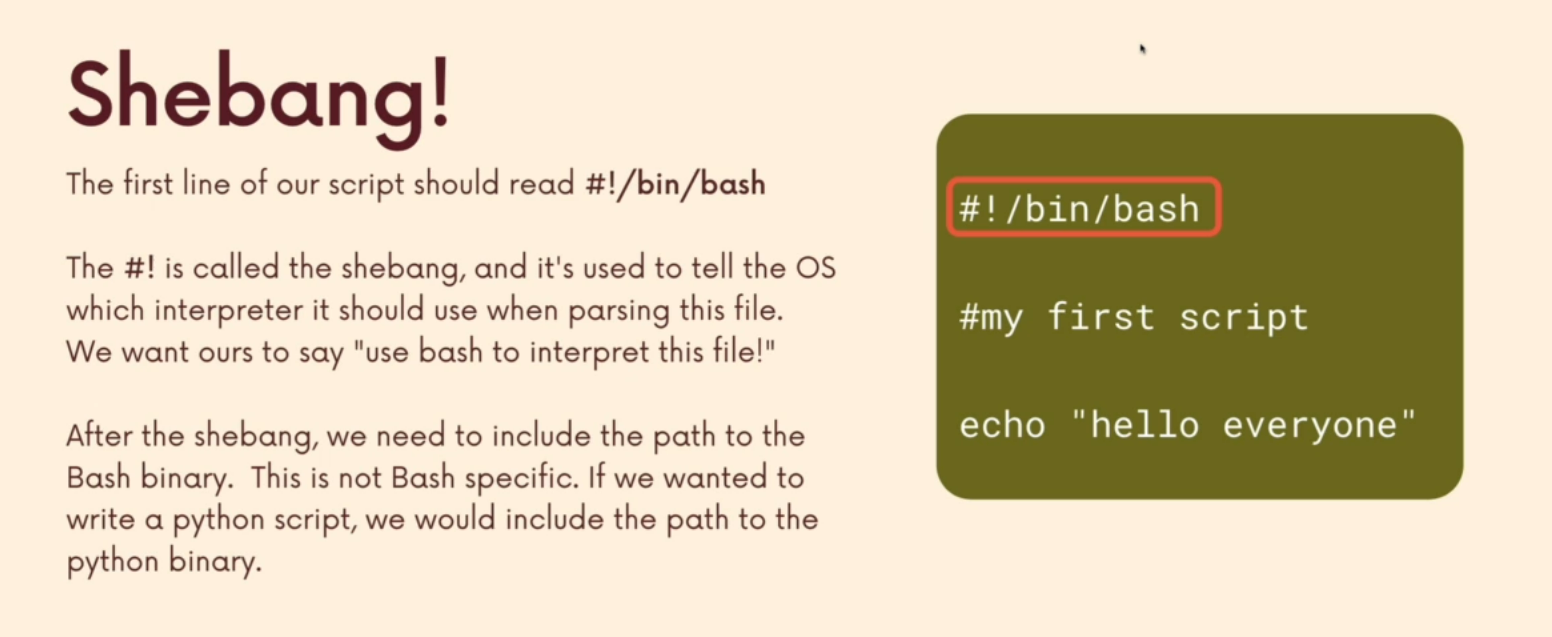 Shebang!
The first line of our script should read #!/bin/bash
The #! is called the shebang, and it's used to tell the OS
which interpreter it should use when parsing this file.
We want ours to say "use bash to interpret this file!"
After the shebang, we need to include the path to the
Bash binary.  This is not Bash specific. If we wanted to
write a python script, we would include the path to the
python binary.
#!/bin/bash
#my first script
echo "hello everyone"